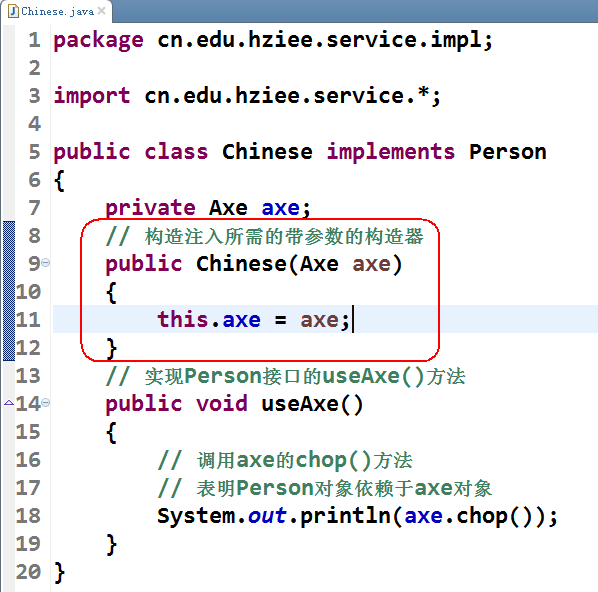 Chinese.java
1 package cn.edu.hziee.service.impl;
2
3 import cn.edu.hziee.service.*;
4
5 public class Chinese implements Person
6 {
7 private Axe axe;
8 // 构造注入所需的带参数的构造器
9 public Chinese(Axe axe)
10 {
11 this.axe = axe;
12 }
13 // 实现Person接口的useAxe()方法
14 public void useAxe()
15 {
16 // 调用axe的chop()方法
17 // 表明Person对象依赖于axe对象
18 System.out.println(axe.chop());
19 }
20 }